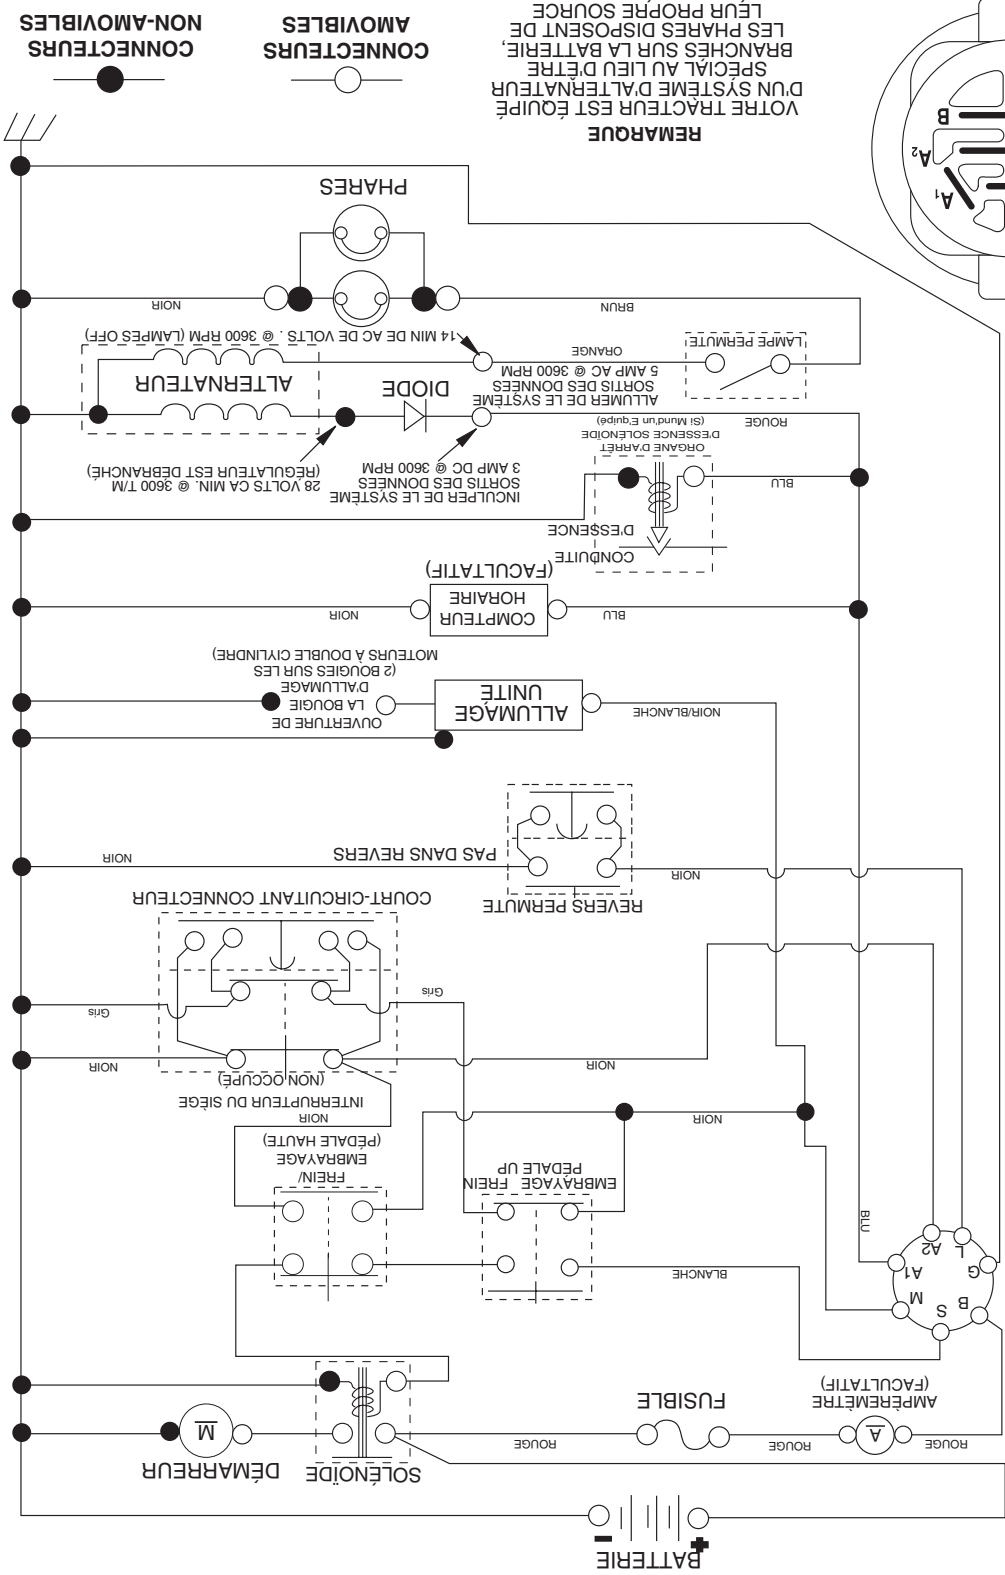 BATTERIE
+ −
SOLÉNOÏDE
DÉMARREUR
ROUGE
A
ROUGE
ROUGE
M
AMPÈREMÈTRE
(FACULTATIF)
FUSIBLE
S
B
M
G
A1
L
A2
BLANCHE
BLU
EMBRAYAGE FREIN
PÉDALE UP
FREIN/
EMBRAYAGE
(PÉDALE HAUTE)
NOIR
NOIR
INTERRUPTEUR DU SIÈGE
(NON OCCUPÉ)
NOIR
NOIR
Gris
Gris
COURT-CIRCUITANT CONNECTEUR
REVERS PERMUTE
NOIR
PAS DANS REVERS
NOIR
NOIR/BLANCHE
ALLUMAGE
UNITÉ
OUVERTURE DE
LA BOUGIE
D'ALLUMAGE
(2 BOUGIES SUR LES
MOTEURS À DOUBLE CIYLINDRE)
BLU
COMPTEUR
HORAIRE
(FACULTATIF)
NOIR
CONDUITE
D'ESSENCE
BLU
ORGANE D'ARRÊT
D'ESSENCE SOLÉNOÏDE
(Si Mund'un E'quipé)
INCULPER DE LE SYSTÈME
SORTIS DES DONNÉES
3 AMP DC @ 3600 RPM
28 VOLTS CA MIN. @ 3600 T/M
(RÉGULATEUR EST DÉBRANCHÉ)
ROUGE
DIODE
ALTERNATEUR
ALLUMER DE LE SYSTÈME
SORTIS DES DONNÉES
5 AMP AC @ 3600 RPM
ORANGE
LAMPE PERMUTE
14 MIN DE AC DE VOLTS . @ 3600 RPM (LAMPES OFF)
BRUN
NOIR
PHARES
A1
A2
B
REMARQUE
VOTRE TRACTEUR EST ÉQUIPÉ
D'UN SYSTÈME D'ALTERNATEUR
SPÉCIAL AU LIEU D'ÊTRE
BRANCHÉS SUR LA BATTERIE,
LES PHARES DISPOSENT DE
LEUR PROPRE SOURCE
CONNECTEURS
AMOVIBLES
CONNECTEURS
NON-AMOVIBLES